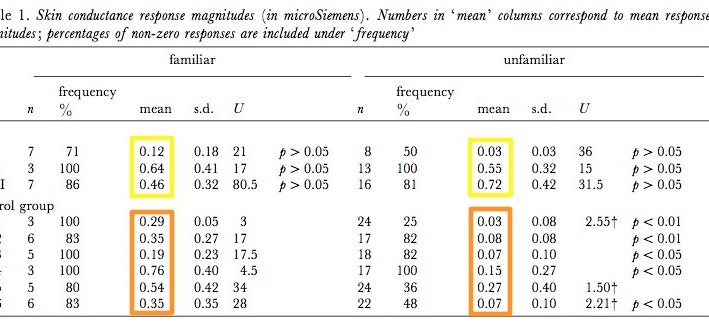 le 1. Skin conductance response magnitudes (in microSiemens). Numbers in 'mean' columns correspond to mean response
nitudes; percentages of non-zero responses are included under 'frequency'
familiar unfamiliar
frequency frequency
n % mean s.d. U n % mean s.d. U
7 71 0.12 0.18 21 p > 0.05 8 50 0.03 0.03 36 p > 0.05
3 100 0.64 0.41 17 p > 0.05 13 100 0.55 0.32 15 p > 0.05
I 7 86 0.46 0.32 80.5 p > 0.05 16 81 0.72 0.42 31.5 p > 0.05
rol group
3 100 0.29 0.05 3 24 25 0.03 0.08 2.55† p < 0.01
6 83 0.35 0.27 17 17 82 0.08 0.08 p < 0.01
5 100 0.19 0.23 17.5 18 82 0.07 0.10 p < 0.05
3 100 0.76 0.40 4.5 17 100 0.15 0.27 p < 0.05
5 80 0.54 0.42 34 24 36 0.27 0.40 1.50†
6 83 0.35 0.35 28 22 48 0.07 0.10 2.21† p < 0.05